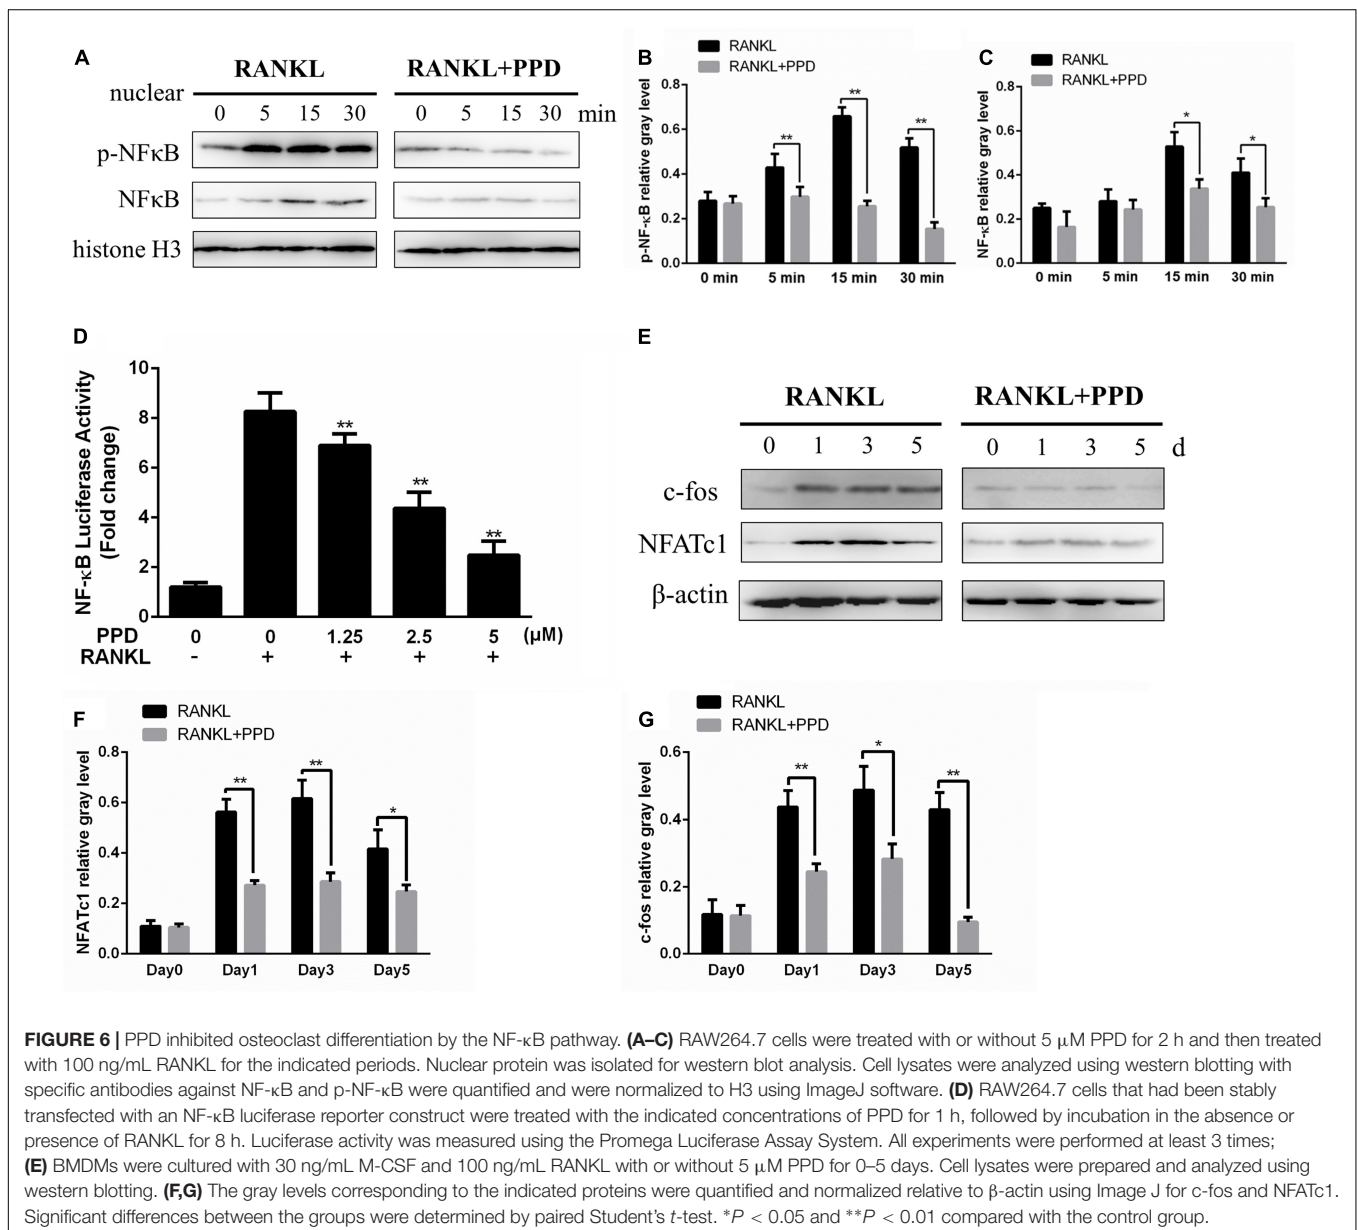 A
RANKL RANKL+PPD
nuclear
0 5 15 30 0 5 15 30 min
p-NFκB
NFκB
histone H3
B
RANKL
RANKL+PPD
p-NF-κB relative gray level
0.8
0.6
0.4
0.2
0.0
** ** **
0 min 5 min 15 min 30 min
C
RANKL
RANKL+PPD
NF-κB relative gray level
0.8
0.6
0.4
0.2
0.0
* *
0 min 5 min 15 min 30 min
D
NF-κB Luciferase Activity
(Fold change)
10
8
6
4
2
0
** ** **
PPD 0 0 1.25 2.5 5 (μM)
RANKL - + + + +
E
RANKL RANKL+PPD
0 1 3 5 0 1 3 5 d
c-fos
NFATc1
β-actin
F
RANKL
RANKL+PPD
NFATc1 relative gray level
0.8
0.6
0.4
0.2
0.0
** ** *
Day0 Day1 Day3 Day5
G
RANKL
RANKL+PPD
c-fos relative gray level
0.6
0.4
0.2
0.0
** * **
Day0 Day1 Day3 Day5
FIGURE 6 | PPD inhibited osteoclast differentiation by the NF-κB pathway. (A–C) RAW264.7 cells were treated with or without 5 μM PPD for 2 h and then treated
with 100 ng/mL RANKL for the indicated periods. Nuclear protein was isolated for western blot analysis. Cell lysates were analyzed using western blotting with
specific antibodies against NF-κB and p-NF-κB were quantified and were normalized to H3 using ImageJ software. (D) RAW264.7 cells that had been stably
transfected with an NF-κB luciferase reporter construct were treated with the indicated concentrations of PPD for 1 h, followed by incubation in the absence or
presence of RANKL for 8 h. Luciferase activity was measured using the Promega Luciferase Assay System. All experiments were performed at least 3 times;
(E) BMDMs were cultured with 30 ng/mL M-CSF and 100 ng/mL RANKL with or without 5 μM PPD for 0–5 days. Cell lysates were prepared and analyzed using
western blotting. (F,G) The gray levels corresponding to the indicated proteins were quantified and normalized relative to β-actin using Image J for c-fos and NFATc1.
Significant differences between the groups were determined by paired Student's t-test. *P < 0.05 and **P < 0.01 compared with the control group.